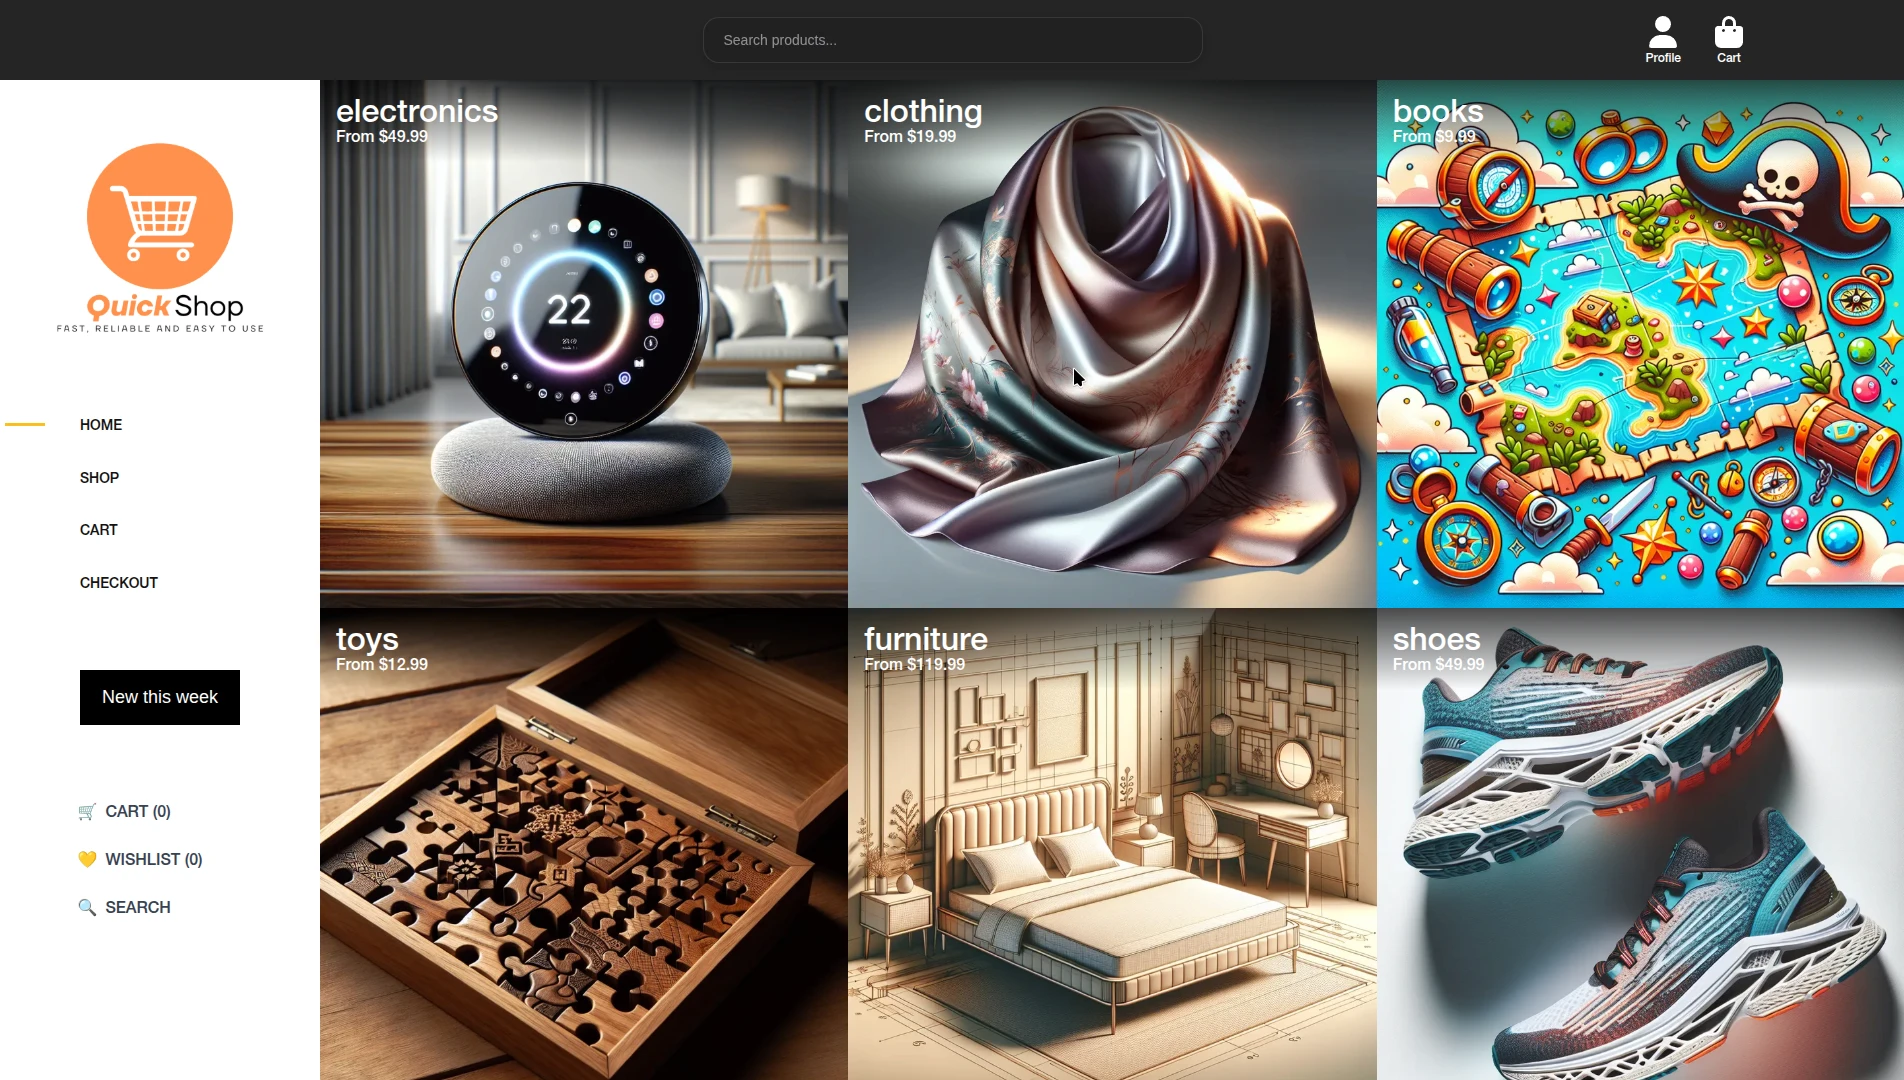 Search products...
Profile
Cart
Quick Shop
FAST, RELIABLE AND EASY TO USE
HOME
SHOP
CART
CHECKOUT
New this week
CART (0)
WISHLIST (0)
SEARCH
electronics
From $49.99
22
clothing
From $19.99
books
From $9.99
toys
From $12.99
furniture
From $119.99
shoes
From $49.99